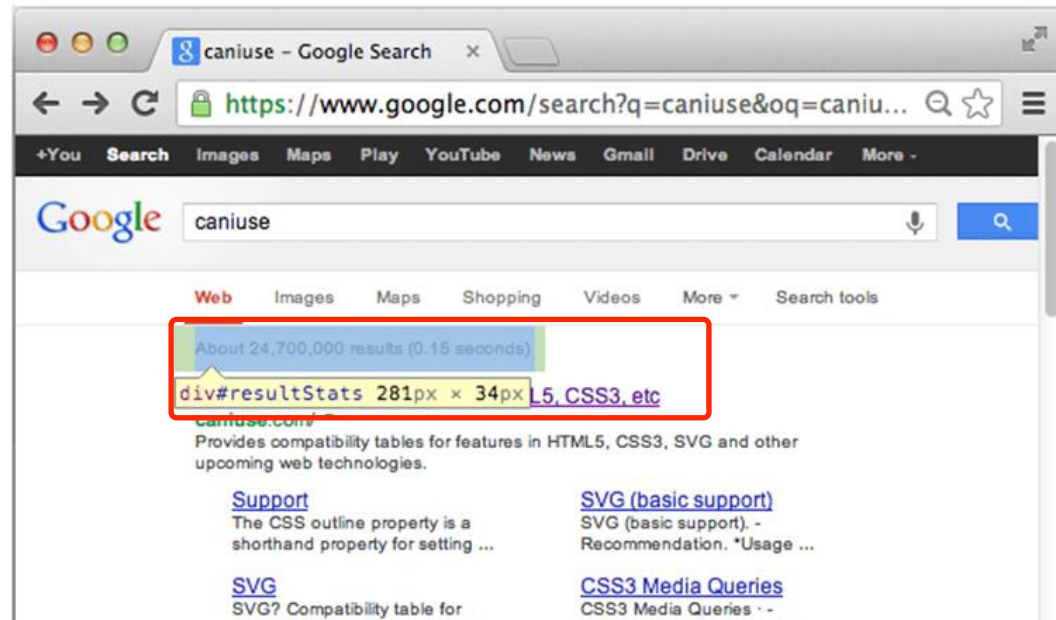 caniuse – Google Search
https://www.google.com/search?q=caniuse&oq=caniu...
+You Search Images Maps Play YouTube News Gmail Drive Calendar More
Google caniuse
Web Images Maps Shopping Videos More Search tools
About 24,700,000 results (0.15 seconds)
div#resultStats 281px × 34px L5, CSS3, etc
caniuse.com/
Provides compatibility tables for features in HTML5, CSS3, SVG and other
upcoming web technologies.
Support
The CSS outline property is a
shorthand property for setting ...
SVG (basic support)
SVG (basic support). -
Recommendation. *Usage ...
SVG
SVG? Compatibility table for
CSS3 Media Queries
CSS3 Media Queries · -